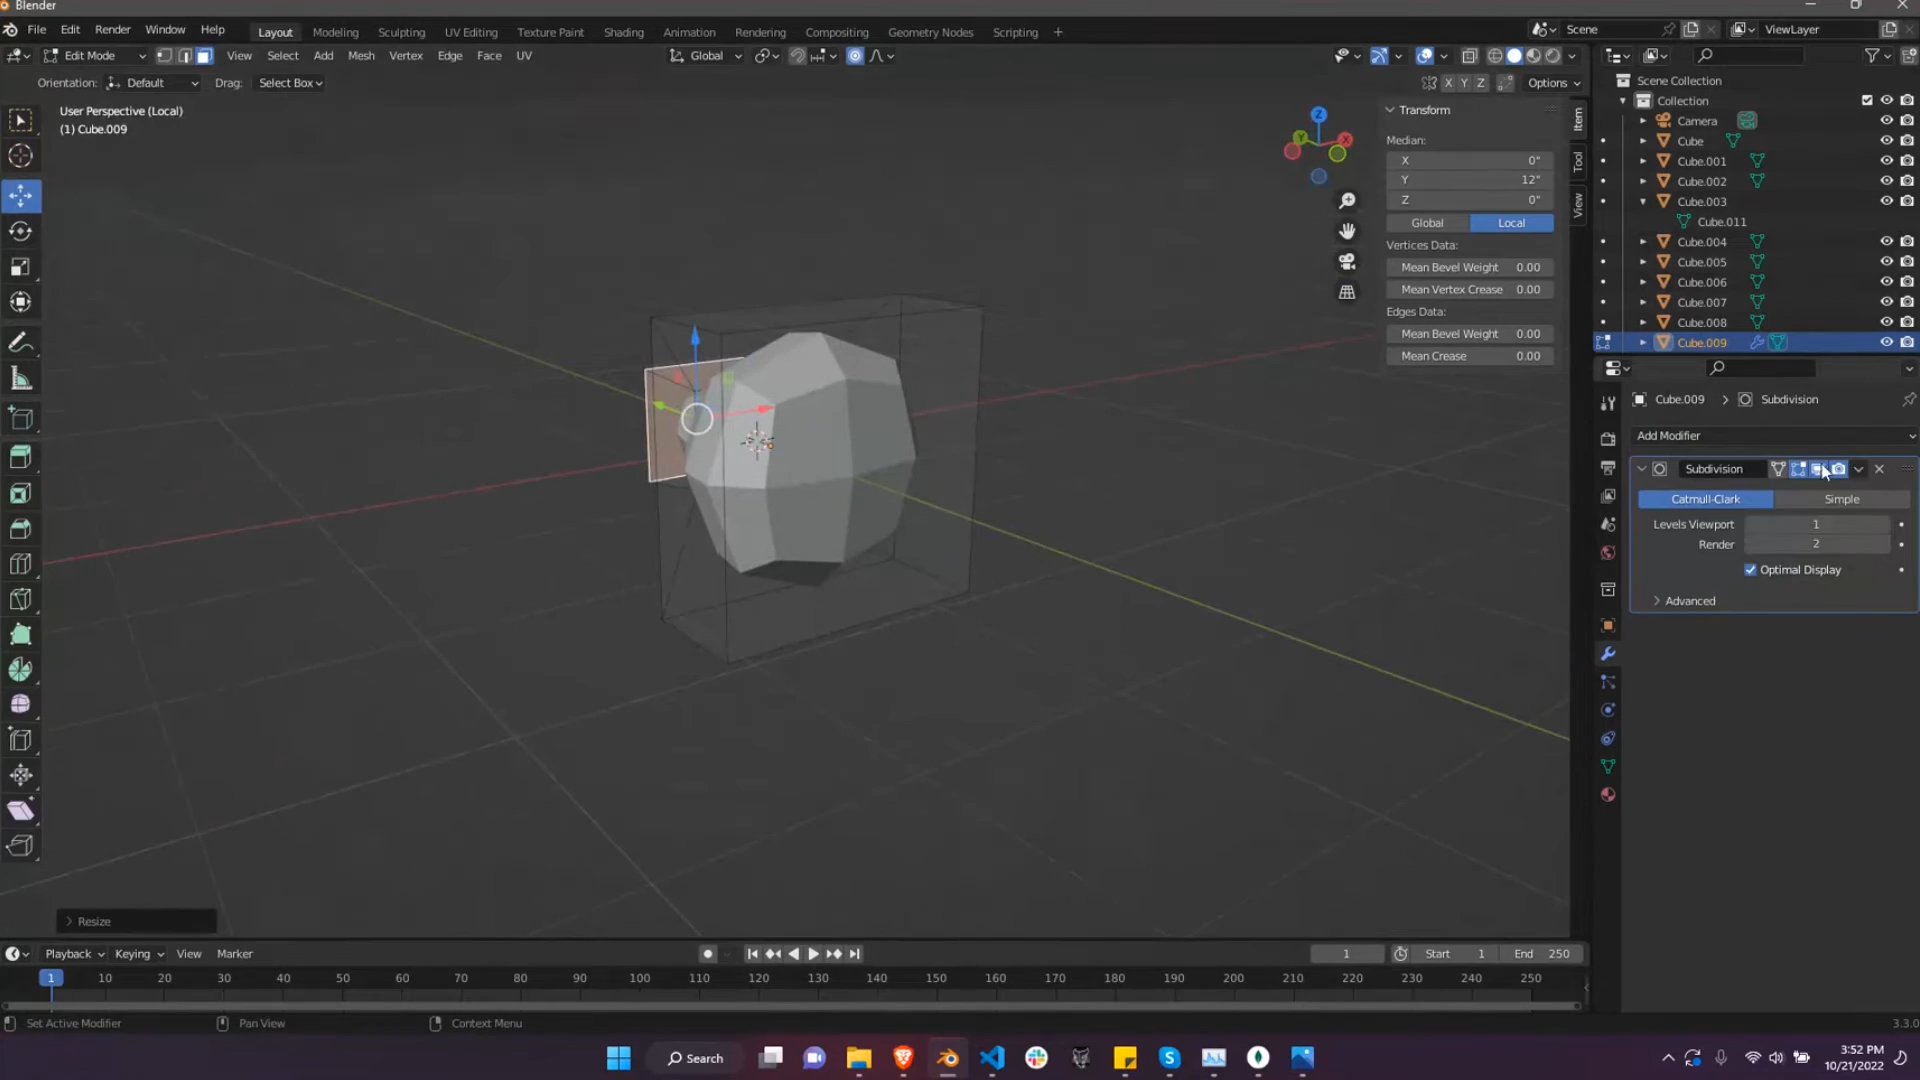 Blender
File Edit Render Window Help
Layout Modeling Sculpting UV Editing Texture Paint Shading Animation Rendering Compositing Geometry Nodes Scripting +
Scene
ViewLayer
Edit Mode View Select Add Mesh Vertex Edge Face UV
Global
Orientation: Default Drag: Select Box
X Y Z Options
User Perspective (Local)
(1) Cube.009
Z
Y
X
Transform
Median:
X 0"
Y 12"
Z 0"
Global Local
Vertices Data:
Mean Bevel Weight 0.00
Mean Vertex Crease 0.00
Edges Data:
Mean Bevel Weight 0.00
Mean Crease 0.00
Item
Tool
View
Scene Collection
Collection
Camera
Cube
Cube.001
Cube.002
Cube.003
Cube.011
Cube.004
Cube.005
Cube.006
Cube.007
Cube.008
Cube.009
Cube.009 > Subdivision
Add Modifier
Subdivision
Catmull-Clark Simple
Levels Viewport 1
Render 2
Optimal Display
Advanced
Resize
Playback Keying View Marker
1 Start 1 End 250
1 10 20 30 40 50 60 70 80 90 100 110 120 130 140 150 160 170 180 190 200 210 220 230 240 250
Set Active Modifier Pan View Context Menu
3.3.0
Search
3:52 PM
10/21/2022